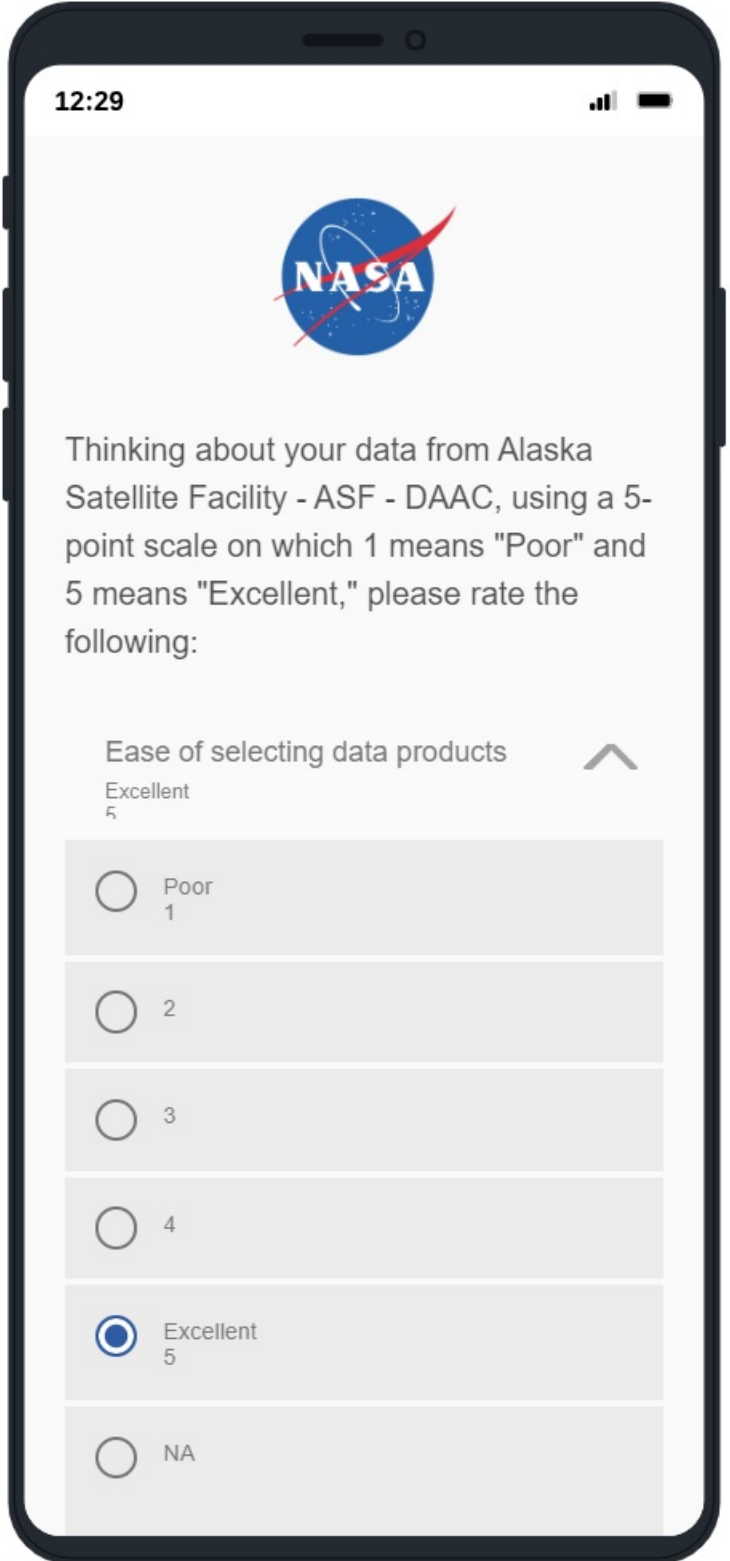 12:29
NASA
Thinking about your data from Alaska
Satellite Facility - ASF - DAAC, using a 5-
point scale on which 1 means "Poor" and
5 means "Excellent," please rate the
following:
Ease of selecting data products
Excellent
5
Poor
1
2
3
4
Excellent
5
NA